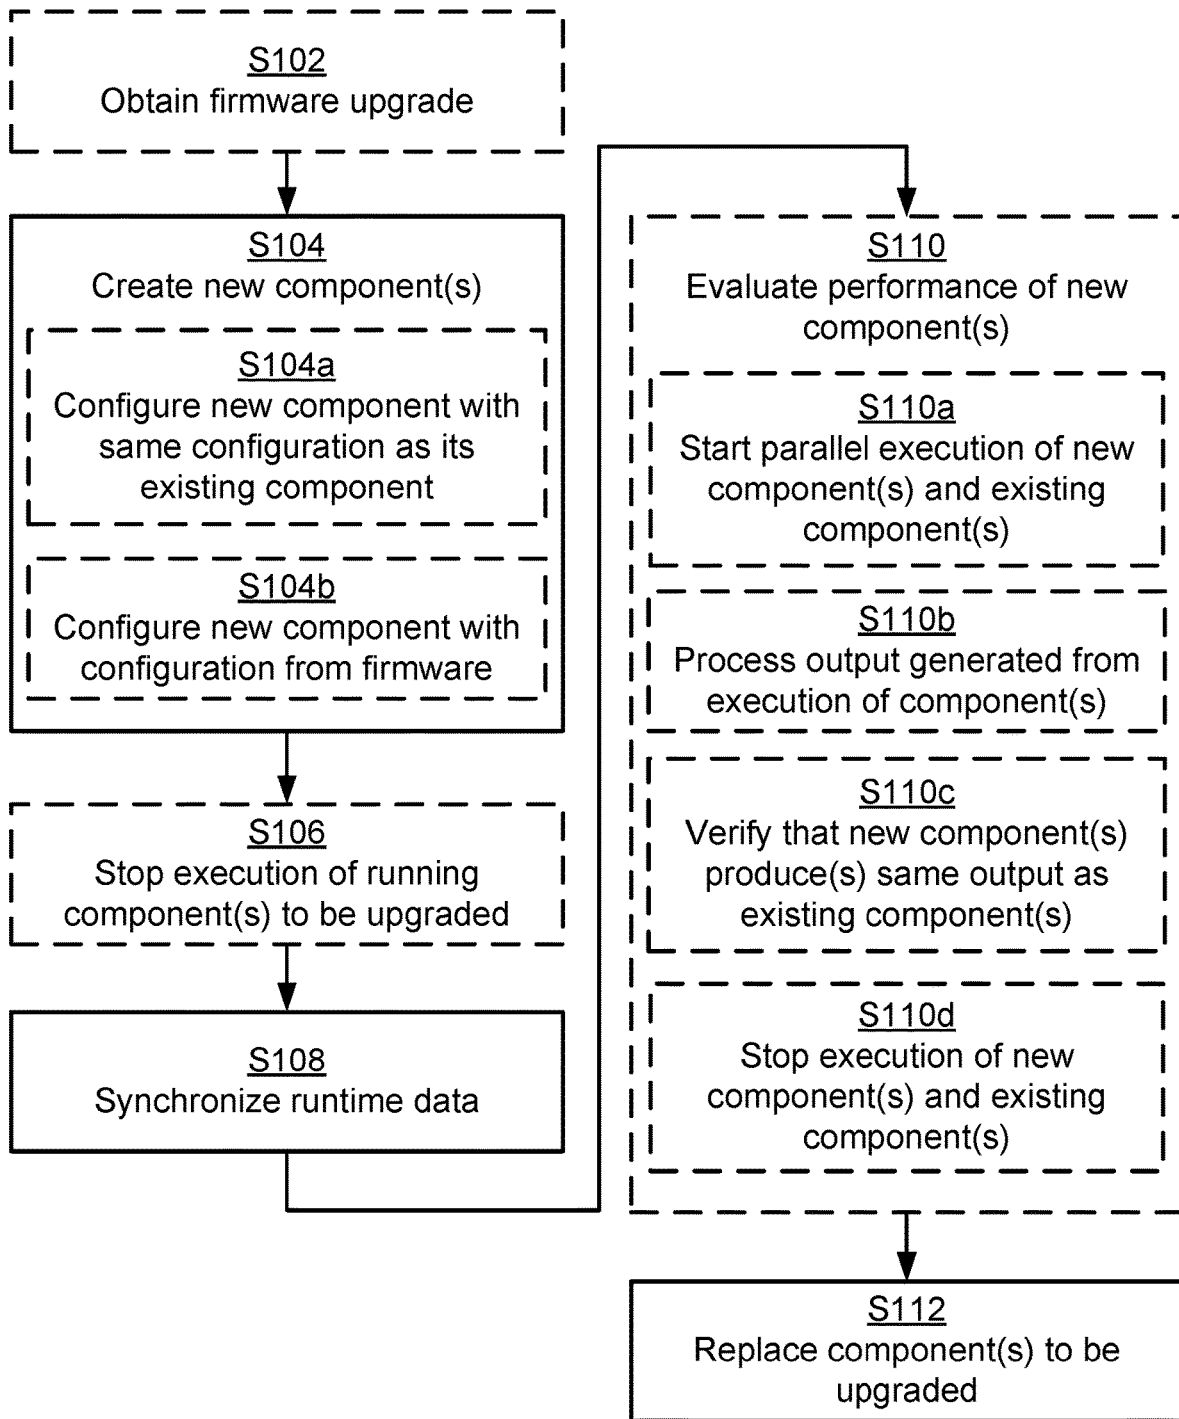 S102
Obtain firmware upgrade
S104
Create new component(s)
S104a
Configure new component with
same configuration as its
existing component
S104b
Configure new component with
configuration from firmware
S106
Stop execution of running
component(s) to be upgraded
S108
Synchronize runtime data
S110
Evaluate performance of new
component(s)
S110a
Start parallel execution of new
component(s) and existing
component(s)
S110b
Process output generated from
execution of component(s)
S110c
Verify that new component(s)
produce(s) same output as
existing component(s)
S110d
Stop execution of new
component(s) and existing
component(s)
S112
Replace component(s) to be
upgraded